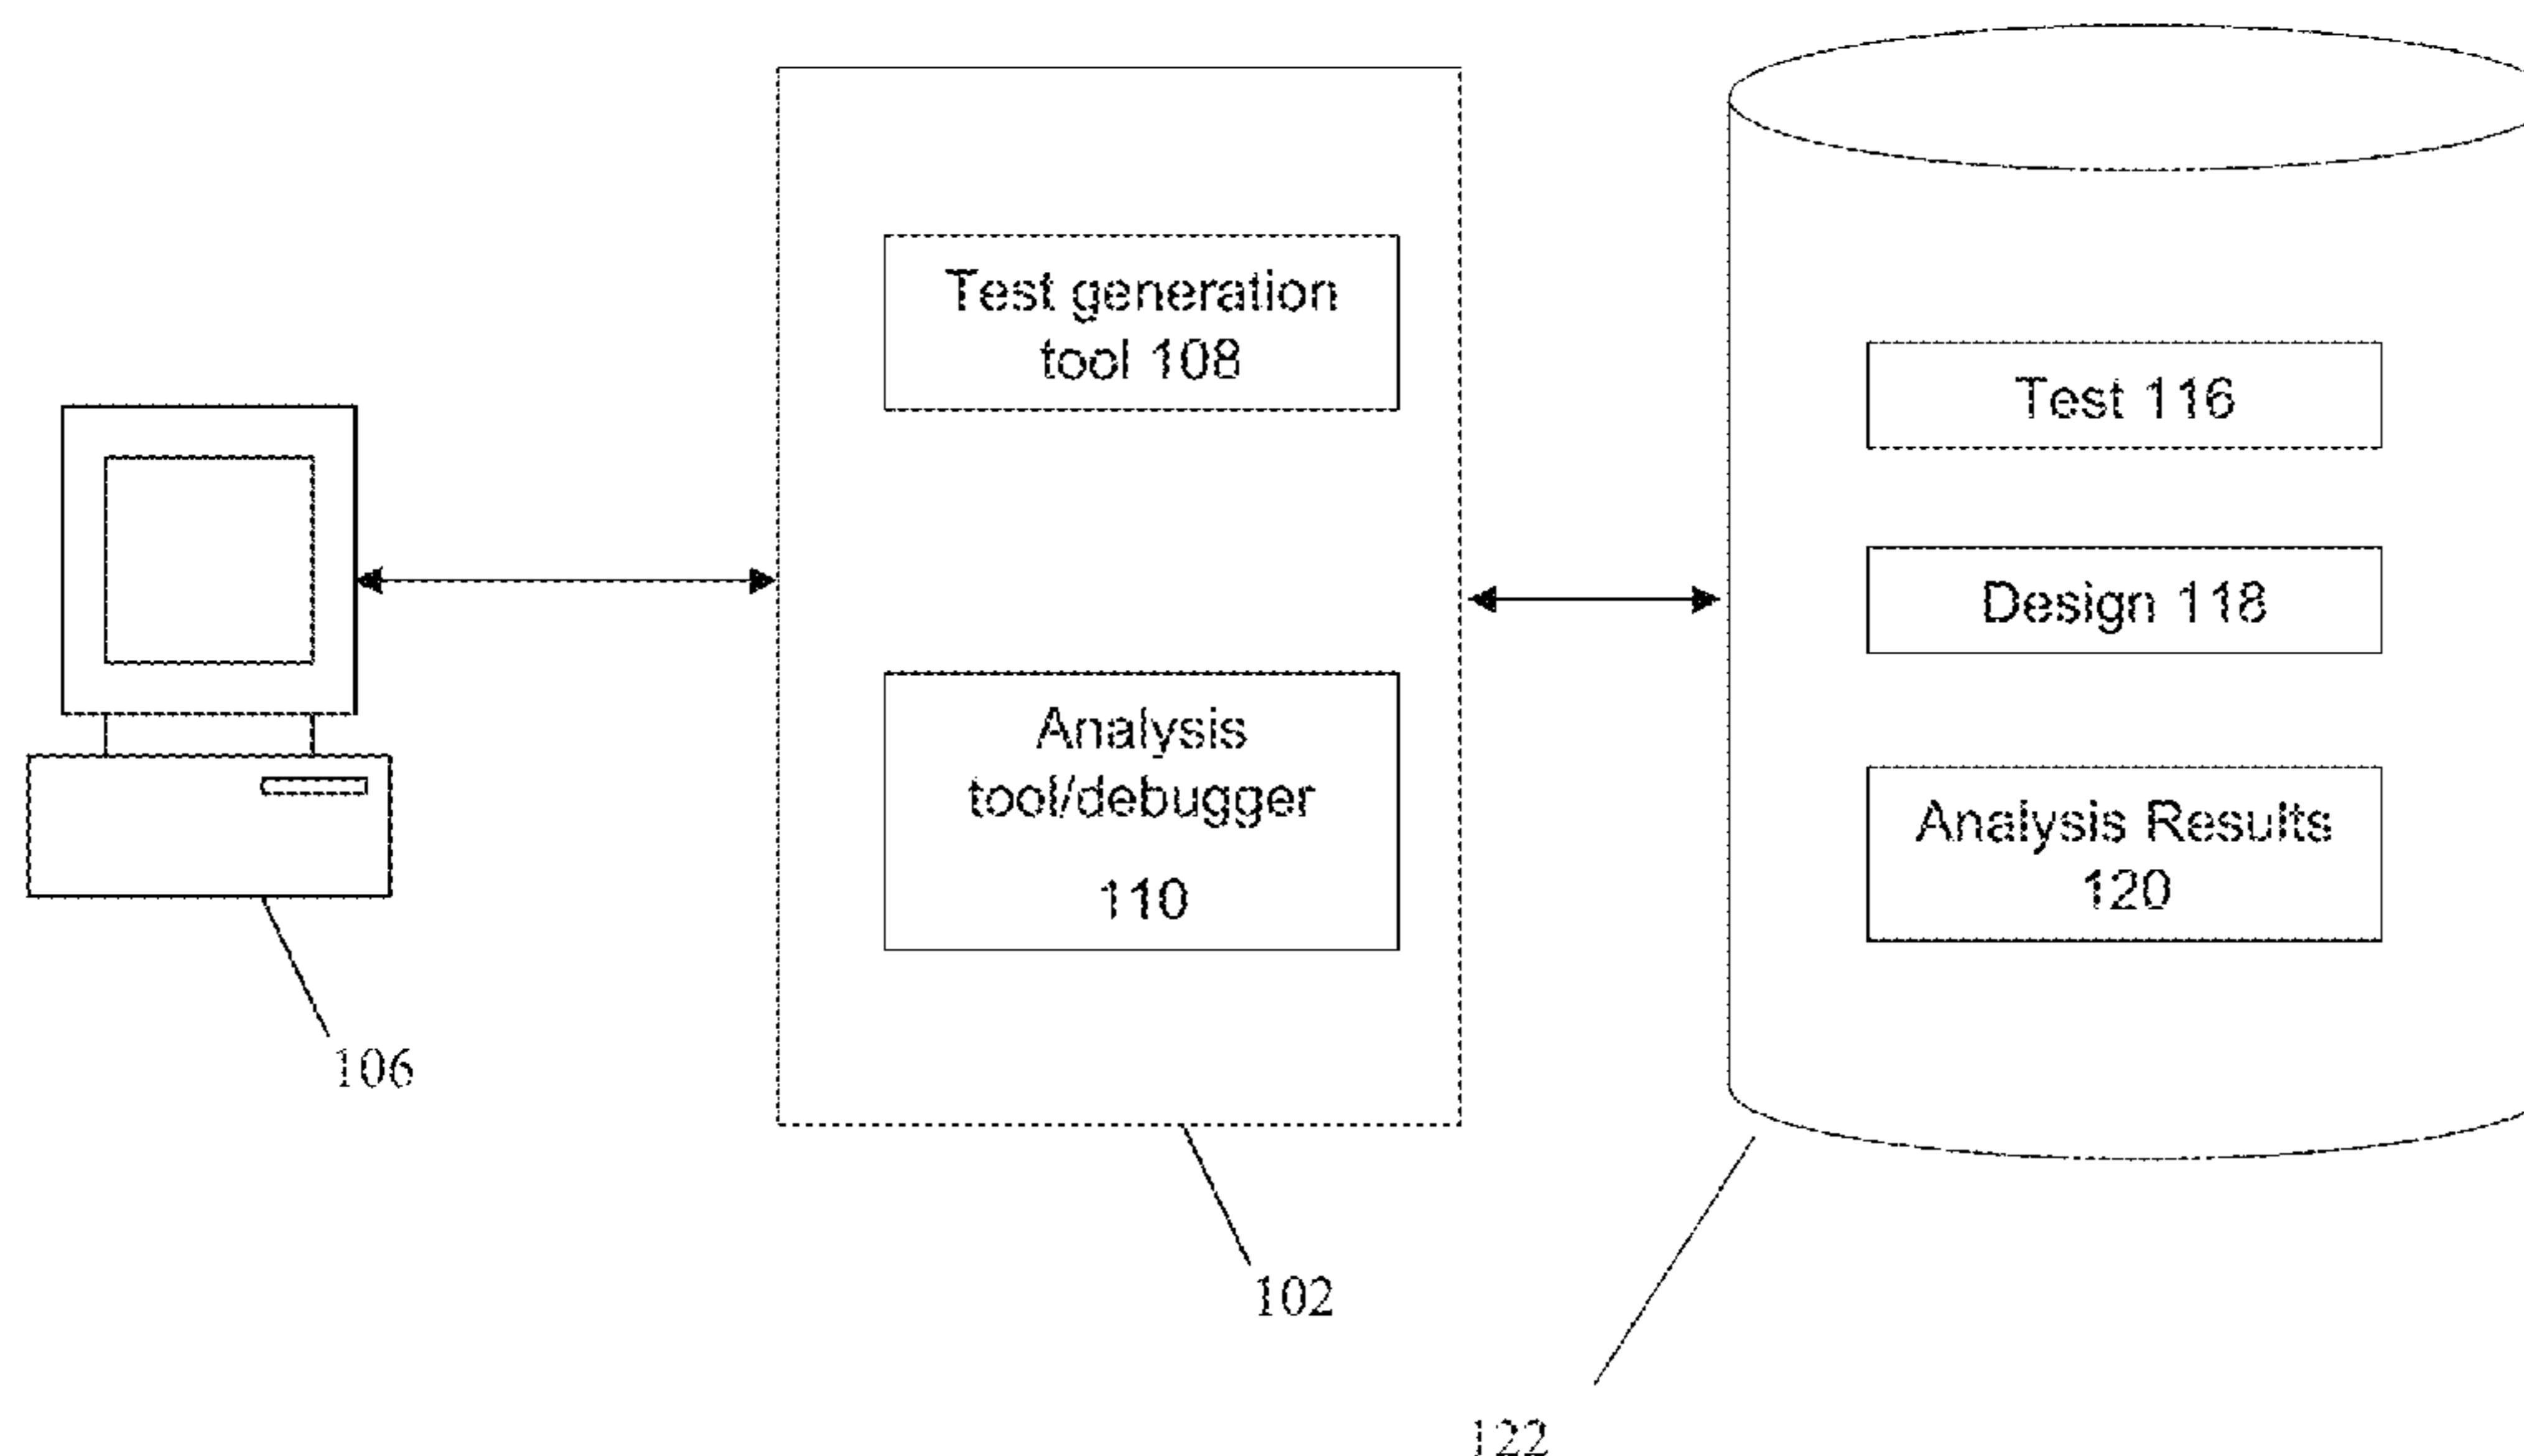 Test generation
tool 108
Analysis
tool/debugger
110
Test 116
Design 118
Analysis Results
120
106
102
122